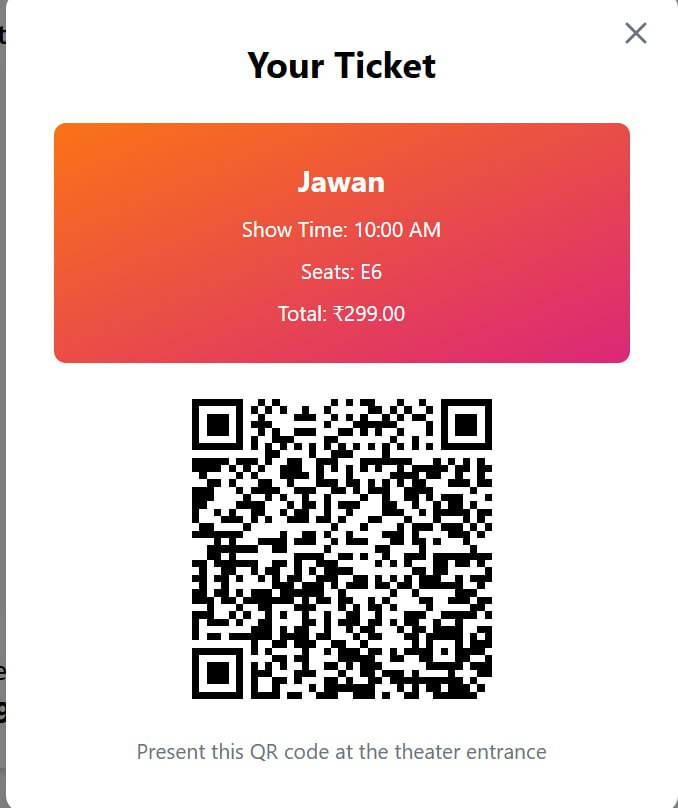 Your Ticket
Jawan
Show Time: 10:00 AM
Seats: E6
Total: ₹299.00
Present this QR code at the theater entrance